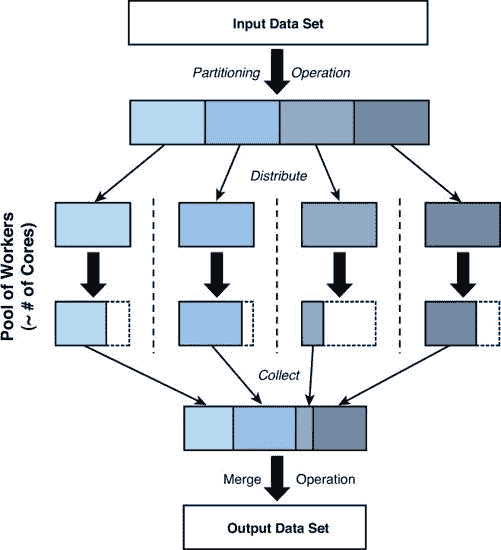 Input Data Set
Partitioning Operation
Distribute
Pool of Workers
(~ # of Cores)
Collect
Merge Operation
Output Data Set